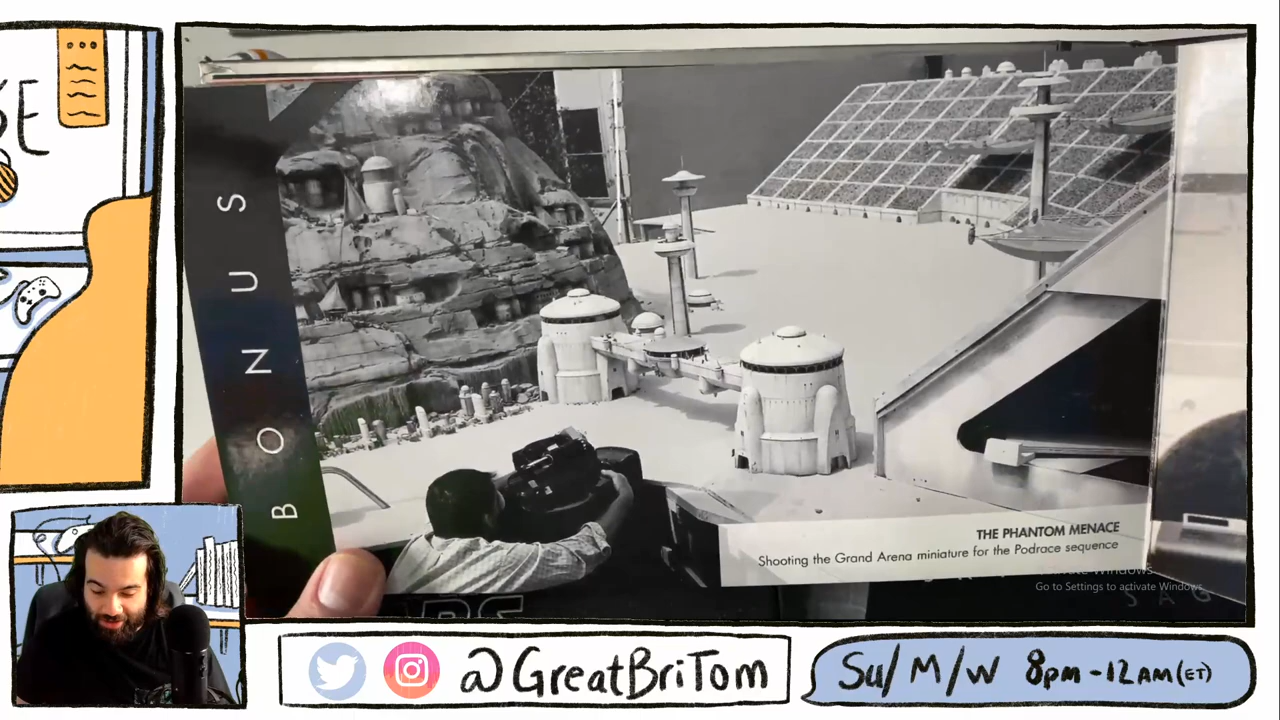 BONUS
THE PHANTOM MENACE
Shooting the Grand Arena miniature for the Podrace sequence
Go to Settings to activate Windows.
@GreatBriTom
Su/M/W 8PM-12AM(ET)